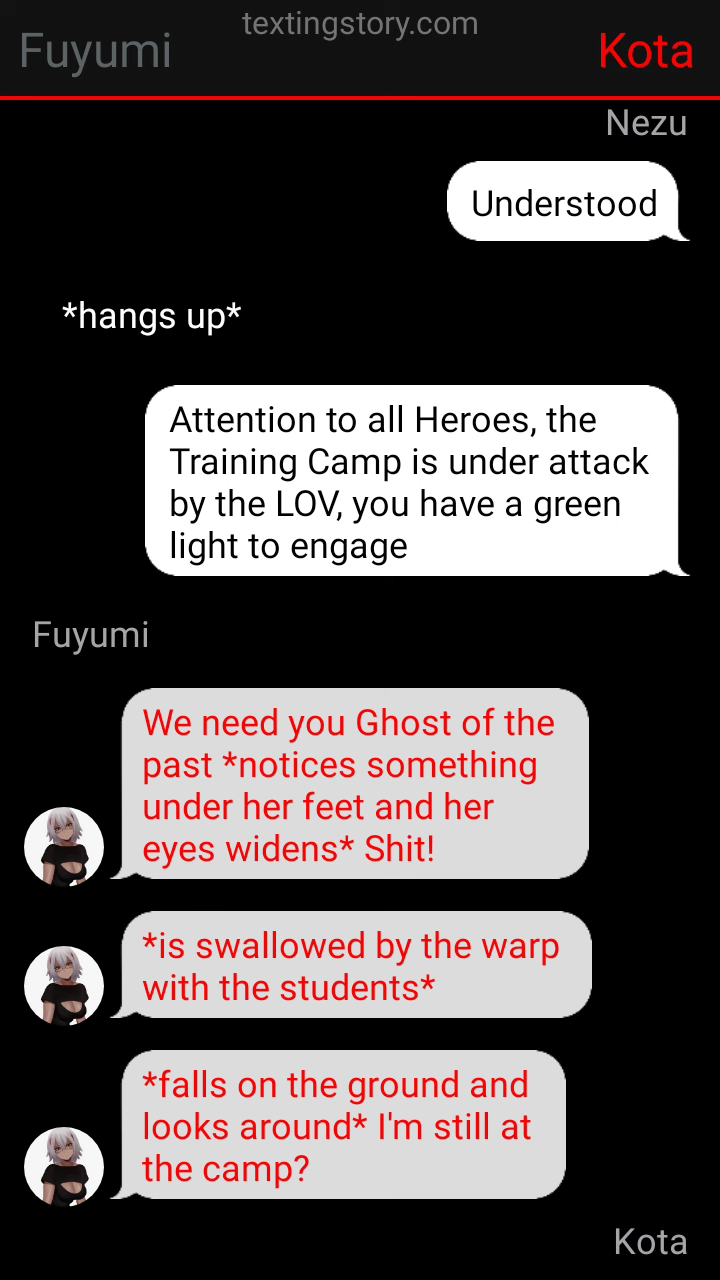 textingstory.com
Fuyumi
Kota
Nezu
Understood
*hangs up*
Attention to all Heroes, the
Training Camp is under attack
by the LOV, you have a green
light to engage
Fuyumi
We need you Ghost of the
past *notices something
under her feet and her
eyes widens* Shit!
*is swallowed by the warp
with the students*
*falls on the ground and
looks around* I'm still at
the camp?
Kota